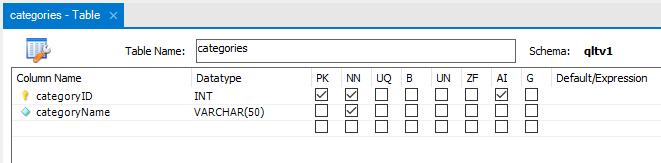 categories - Table
Table Name: categories Schema: qltv1
Column Name Datatype PK NN UQ B UN ZF AI G Default/Expression
categoryID INT
categoryName VARCHAR(50)